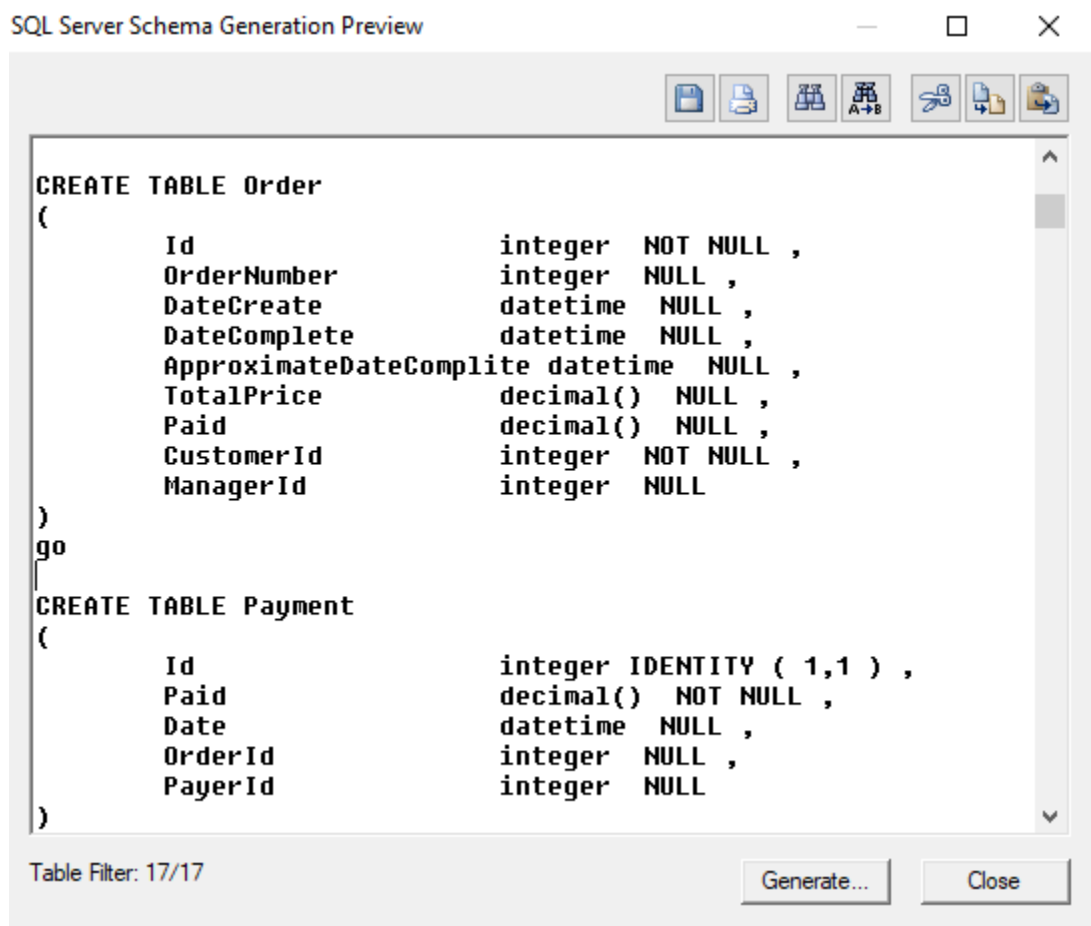 SQL Server Schema Generation Preview
A→B
CREATE TABLE Order
(
Id integer NOT NULL ,
OrderNumber integer NULL ,
DateCreate datetime NULL ,
DateComplete datetime NULL ,
ApproximateDateComplite datetime NULL ,
TotalPrice decimal() NULL ,
Paid decimal() NULL ,
CustomerId integer NOT NULL ,
ManagerId integer NULL
)
go
CREATE TABLE Payment
(
Id integer IDENTITY ( 1,1 ) ,
Paid decimal() NOT NULL ,
Date datetime NULL ,
OrderId integer NULL ,
PayerId integer NULL
)
Table Filter: 17/17
Generate...
Close